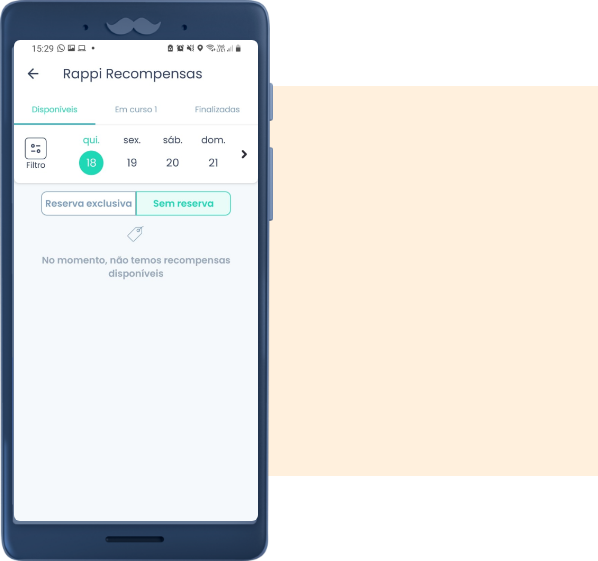 15:29
Rappi Recompensas
Disponíveis Em curso 1 Finalizadas
qui. sex. sáb. dom.
18 19 20 21
Filtro
Reserva exclusiva Sem reserva
No momento, não temos recompensas
disponíveis